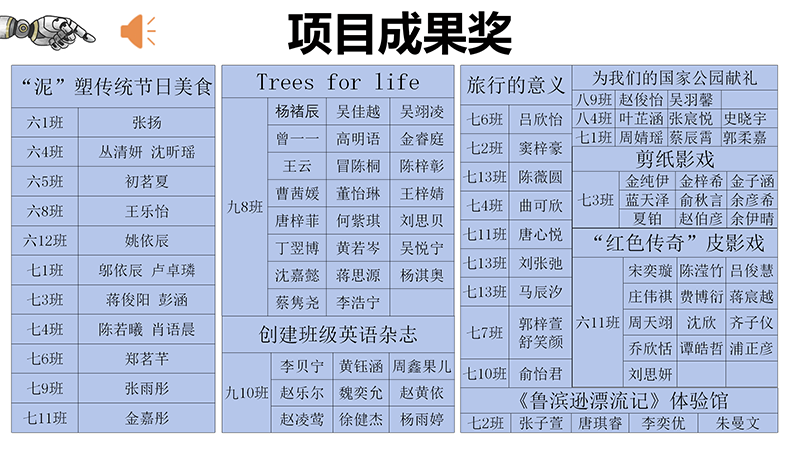 项目成果奖
“泥”塑传统节日美食
六1班 张扬
六4班 丛清妍 沈昕瑶
六5班 初茗夏
六8班 王乐怡
六12班 姚依辰
七1班 邬依辰 卢卓璘
七3班 蒋俊阳 彭涵
七4班 陈若曦 肖语晨
七6班 郑茗芊
七9班 张雨彤
七11班 金嘉彤
Trees for life
九8班
杨褚辰 吴佳越 吴翊凌
曾一一 高明语 金睿庭
王云 冒陈桐 陈梓彰
曹茜媛 董怡琳 王梓婧
唐梓菲 何紫琪 刘思贝
丁翌博 黄若岑 吴悦宁
沈嘉懿 蒋思源 杨淇奥
蔡隽尧 李浩宁
创建班级英语杂志
九10班
李贝宁 黄钰涵 周鑫果儿
赵乐尔 魏奕允 赵黄依
赵凌莺 徐健杰 杨雨婷
旅行的意义
七6班 吕欣怡
七2班 窦梓豪
七13班 陈薇圆
七4班 曲可欣
七11班 唐心悦
七13班 刘张弛
七13班 马辰汐
七7班 郭梓萱
舒笑颜
七10班 俞怡君
为我们的国家公园献礼
八9班 赵俊怡 吴羽馨
八4班 叶芷涵 张宸悦 史晓宇
七1班 周婧瑶 蔡辰霄 郭柔嘉
剪纸影戏
七3班
金纯伊 金梓希 金子涵
蓝天泽 俞秋言 余彦希
夏铂 赵伯彦 余伊晴
“红色传奇”皮影戏
六11班
宋奕璇 陈滢竹 吕俊慧
庄伟祺 费博衍 蒋宸越
周天翊 沈欣 齐子仪
乔欣恬 谭皓哲 浦正彦
刘思妍
《鲁滨逊漂流记》体验馆
七2班 张子萱 唐琪睿 李奕优 朱曼文